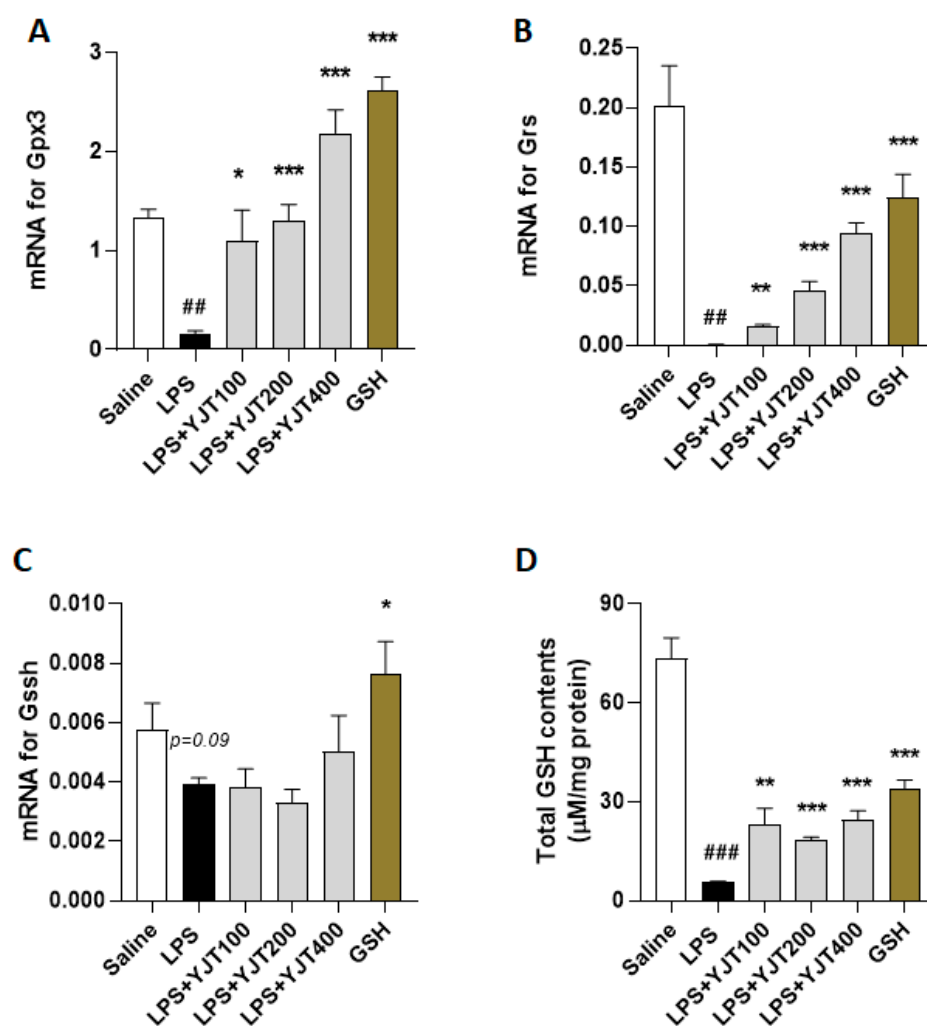 A
mRNA for Gpx3
3
2
1
0
##
*
***
***
***
Saline
LPS
LPS+YJT100
LPS+YJT200
LPS+YJT400
GSH
B
mRNA for Grs
0.20
0.15
0.10
0.05
0.00
##
**
***
***
***
Saline
LPS
LPS+YJT100
LPS+YJT200
LPS+YJT400
GSH
C
mRNA for Gssh
0.010
0.008
0.006
0.004
0.002
0.000
p=0.09
*
Saline
LPS
LPS+YJT100
LPS+YJT200
LPS+YJT400
GSH
D
Total GSH contents
(μM/mg protein)
90
60
30
0
###
**
***
***
***
Saline
LPS
LPS+YJT100
LPS+YJT200
LPS+YJT400
GSH